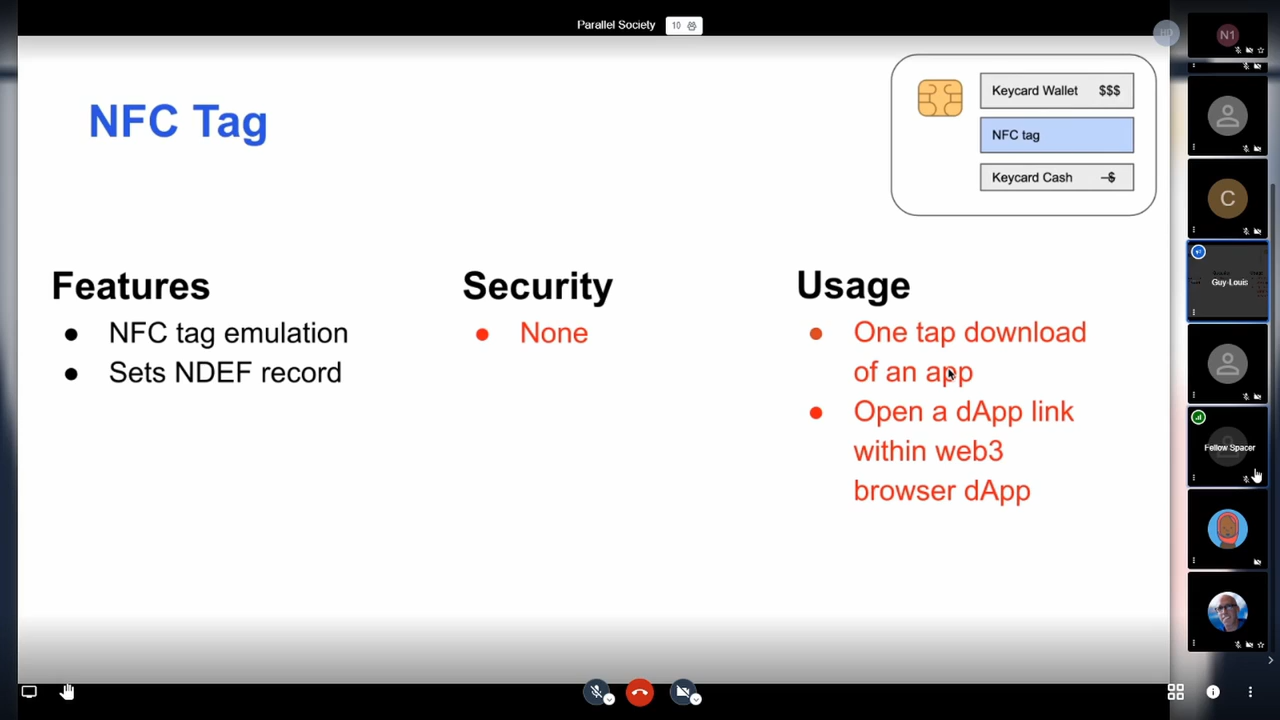 Parallel Society 10
HD
N1
NFC Tag
Keycard Wallet $$$
NFC tag
Keycard Cash
Features
NFC tag emulation
Sets NDEF record
Security
None
Usage
One tap download
of an app
Open a dApp link
within web3
browser dApp
C
Guy-Louis
Fellow Spacer